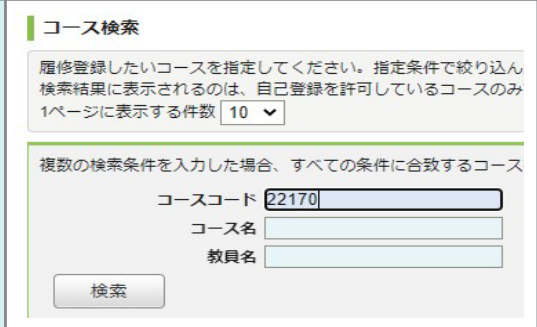 コース検索
履修登録したいコースを指定してください。指定条件で絞り込ん
検索結果に表示されるのは、自己登録を許可しているコースのみ
1ページに表示する件数 10
複数の検索条件を入力した場合、すべての条件に合致するコース
コースコード 22170
コース名
教員名
検索